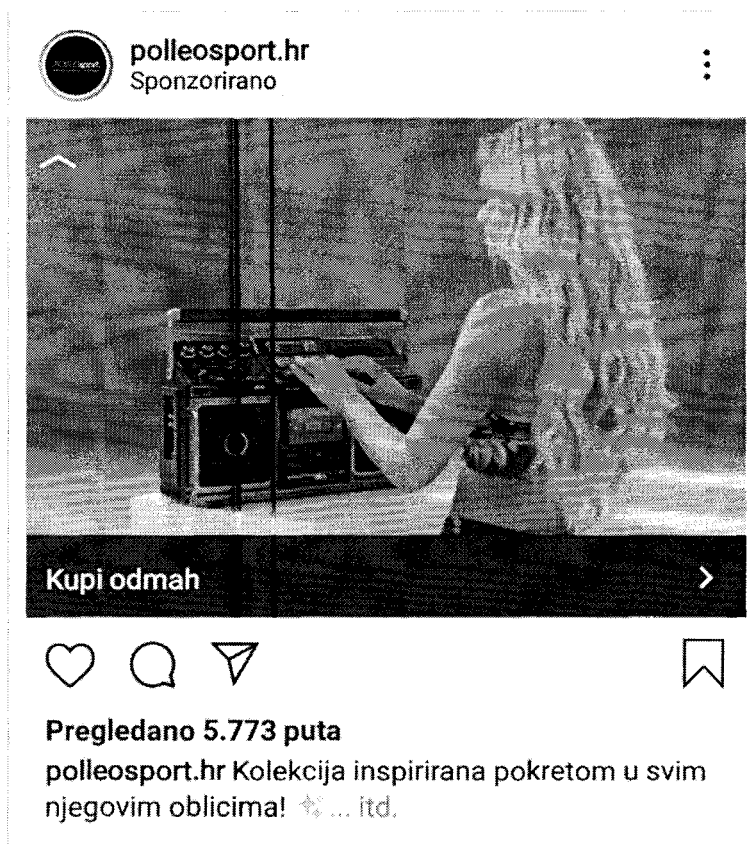 polleosport.hr
Sponzorirano
Kupi odmah
Pregledano 5.773 puta
polleosport.hr Kolekcija inspirirana pokretom u svim
njegovim oblicima! ✨... itd.